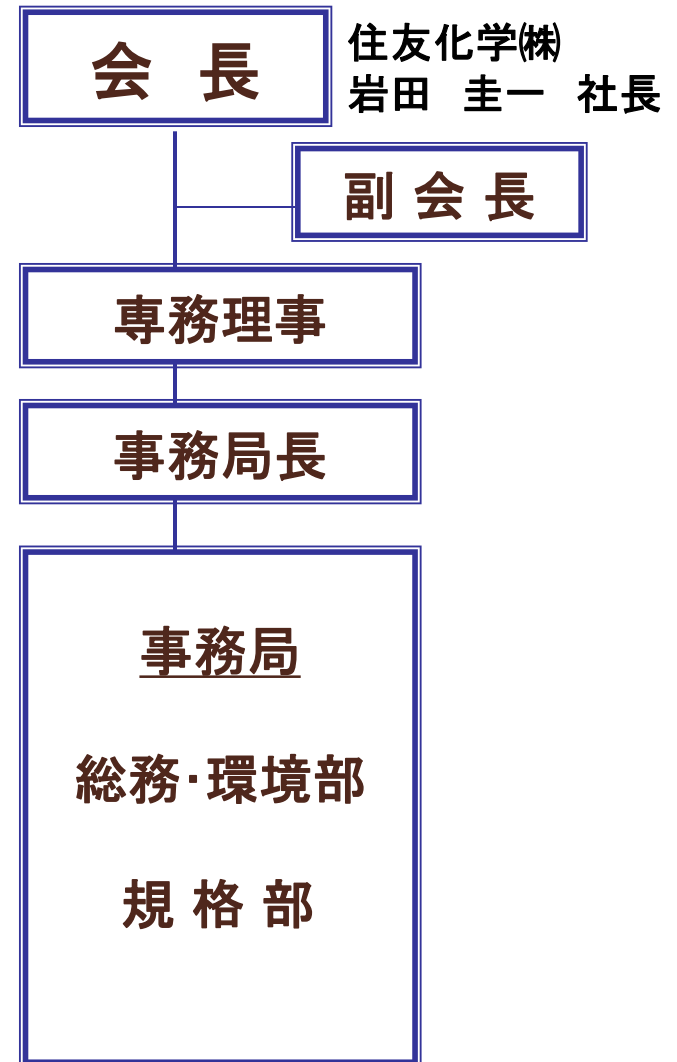 会　長
住友化学㈱
岩田　圭一　社長
副 会 長
専務理事
事務局長
事務局
総務･環境部
規 格 部